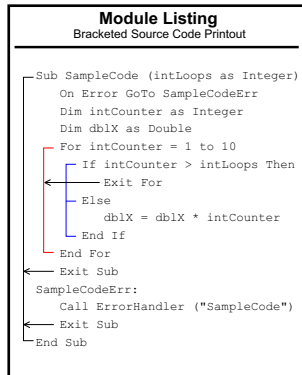 Module Listing
Bracketed Source Code Printout
Sub SampleCode (intLoops as Integer)
On Error GoTo SampleCodeErr
Dim intCounter as Integer
Dim dblX as Double
For intCounter = 1 to 10
If intCounter > intLoops Then
Exit For
Else
dblX = dblX * intCounter
End If
End For
Exit Sub
SampleCodeErr:
Call ErrorHandler ("SampleCode")
Exit Sub
End Sub